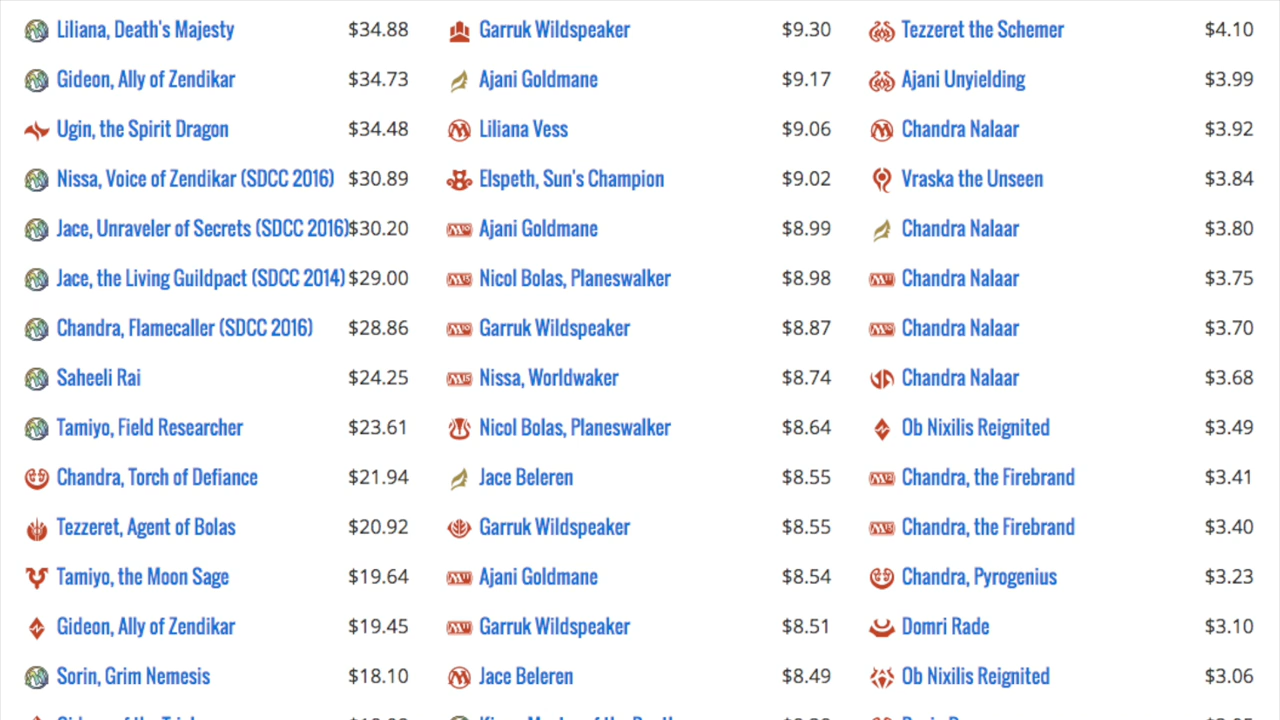 Liliana, Death's Majesty $34.88 Garruk Wildspeaker $9.30 Tezzeret the Schemer $4.10
Gideon, Ally of Zendikar $34.73 Ajani Goldmane $9.17 Ajani Unyielding $3.99
Ugin, the Spirit Dragon $34.48 Liliana Vess $9.06 Chandra Nalaar $3.92
Nissa, Voice of Zendikar (SDCC 2016) $30.89 Elspeth, Sun's Champion $9.02 Vraska the Unseen $3.84
Jace, Unraveler of Secrets (SDCC 2016) $30.20 Ajani Goldmane $8.99 Chandra Nalaar $3.80
Jace, the Living Guildpact (SDCC 2014) $29.00 Nicol Bolas, Planeswalker $8.98 Chandra Nalaar $3.75
Chandra, Flamecaller (SDCC 2016) $28.86 Garruk Wildspeaker $8.87 Chandra Nalaar $3.70
Saheeli Rai $24.25 Nissa, Worldwaker $8.74 Chandra Nalaar $3.68
Tamiyo, Field Researcher $23.61 Nicol Bolas, Planeswalker $8.64 Ob Nixilis Reignited $3.49
Chandra, Torch of Defiance $21.94 Jace Beleren $8.55 Chandra, the Firebrand $3.41
Tezzeret, Agent of Bolas $20.92 Garruk Wildspeaker $8.55 Chandra, the Firebrand $3.40
Tamiyo, the Moon Sage $19.64 Ajani Goldmane $8.54 Chandra, Pyrogenius $3.23
Gideon, Ally of Zendikar $19.45 Garruk Wildspeaker $8.51 Domri Rade $3.10
Sorin, Grim Nemesis $18.10 Jace Beleren $8.49 Ob Nixilis Reignited $3.06